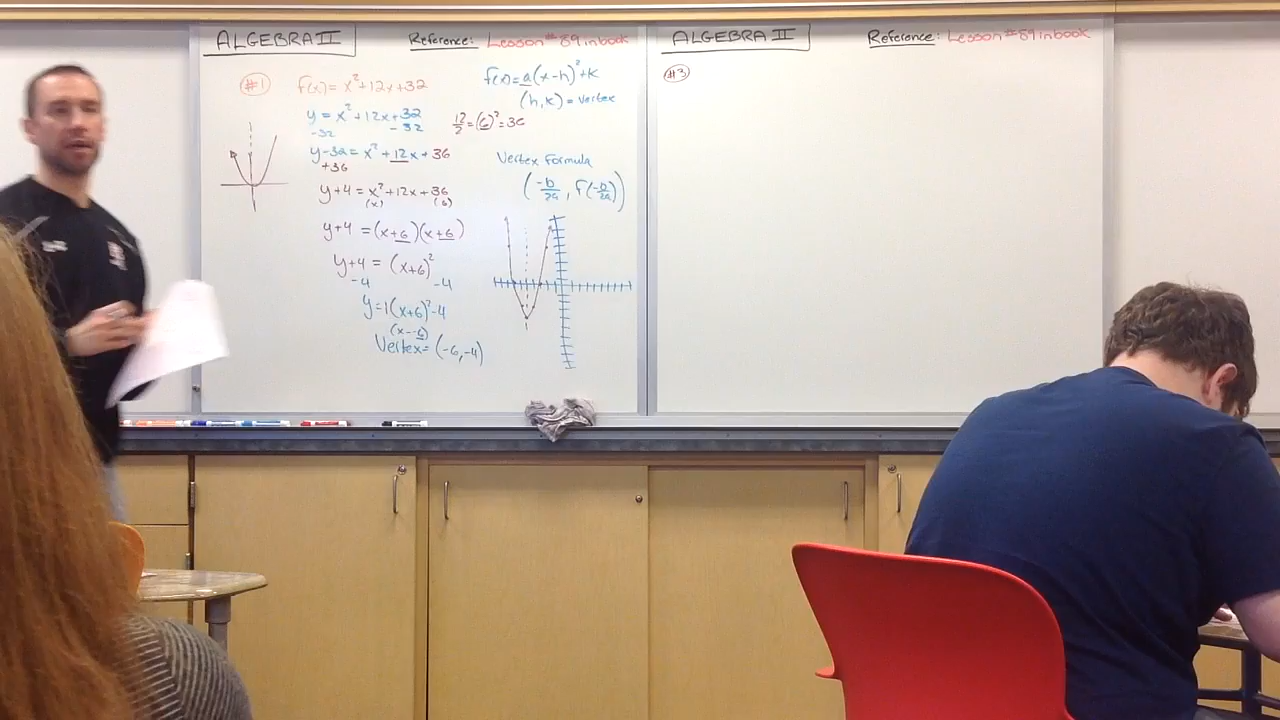 ALGEBRA II
Reference: Lesson #89 in book
#1
f(x) = x²+12x+32
y = x²+12x+32
-32 -32
12/2 = (6)² = 36
y-32 = x²+12x+36
+36
y+4 = x²+12x+36
(x) (6)
y+4 = (x+6)(x+6)
y+4 = (x+6)²
-4 -4
y=1(x+6)²-4
(x--6)
Vertex= (-6,-4)
f(x)= a(x-h)²+k
(h,k) = Vertex
Vertex Formula
(-b/2a, f(-b/2a))
ALGEBRA II
Reference: Lesson #89 in book
#3